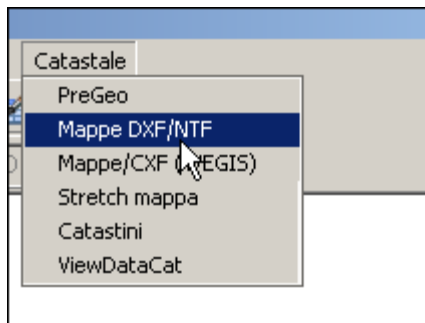 Catastale
PreGeo
Mappe DXF/NTF
Mappe/CXF
Stretch mappa
Catastini
ViewDataCat